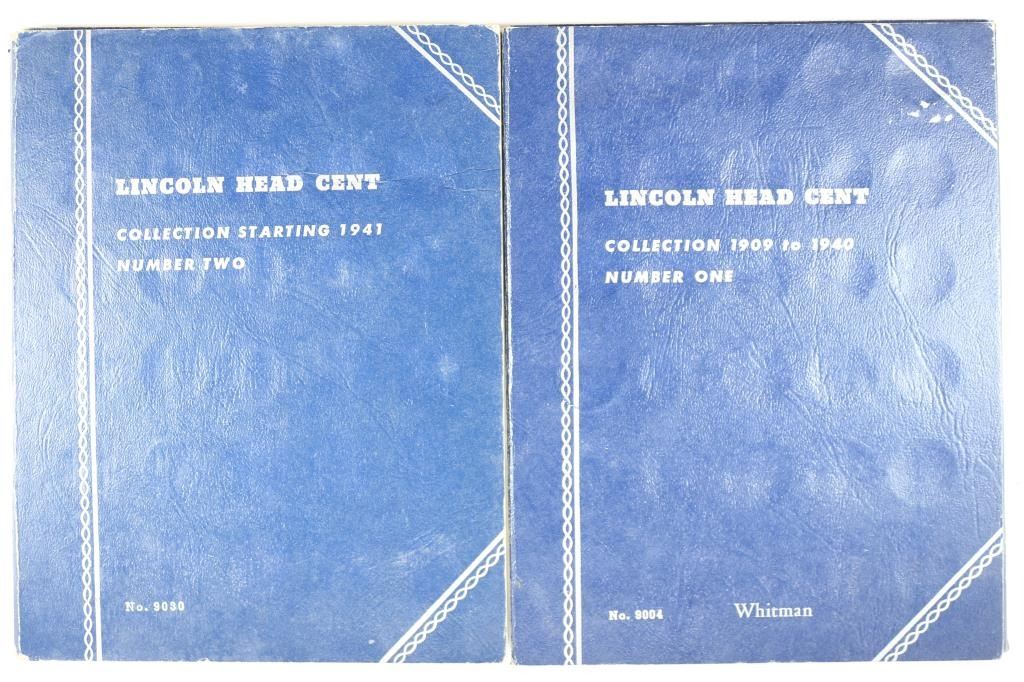 LINCOLN HEAD CENT
COLLECTION STARTING 1941
NUMBER TWO
No. 9030
LINCOLN HEAD CENT
COLLECTION 1909 to 1940
NUMBER ONE
No. 9004
Whitman